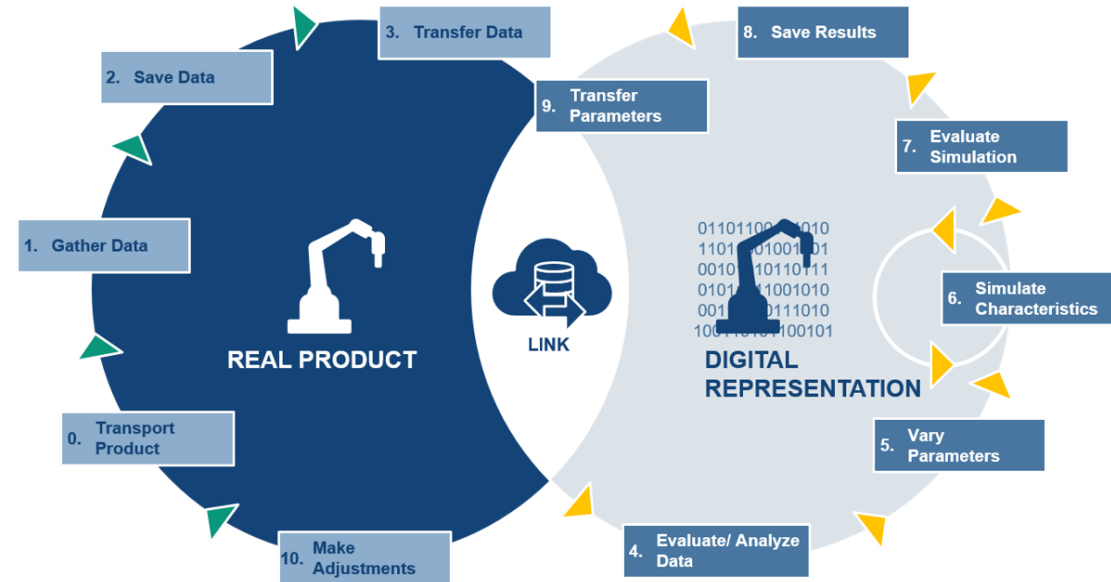 3. Transfer Data
8. Save Results
2. Save Data
9. Transfer
Parameters
7. Evaluate
Simulation
1. Gather Data
6. Simulate
Characteristics
LINK
REAL PRODUCT
DIGITAL
REPRESENTATION
0. Transport
Product
5. Vary
Parameters
4. Evaluate/ Analyze
Data
10. Make
Adjustments